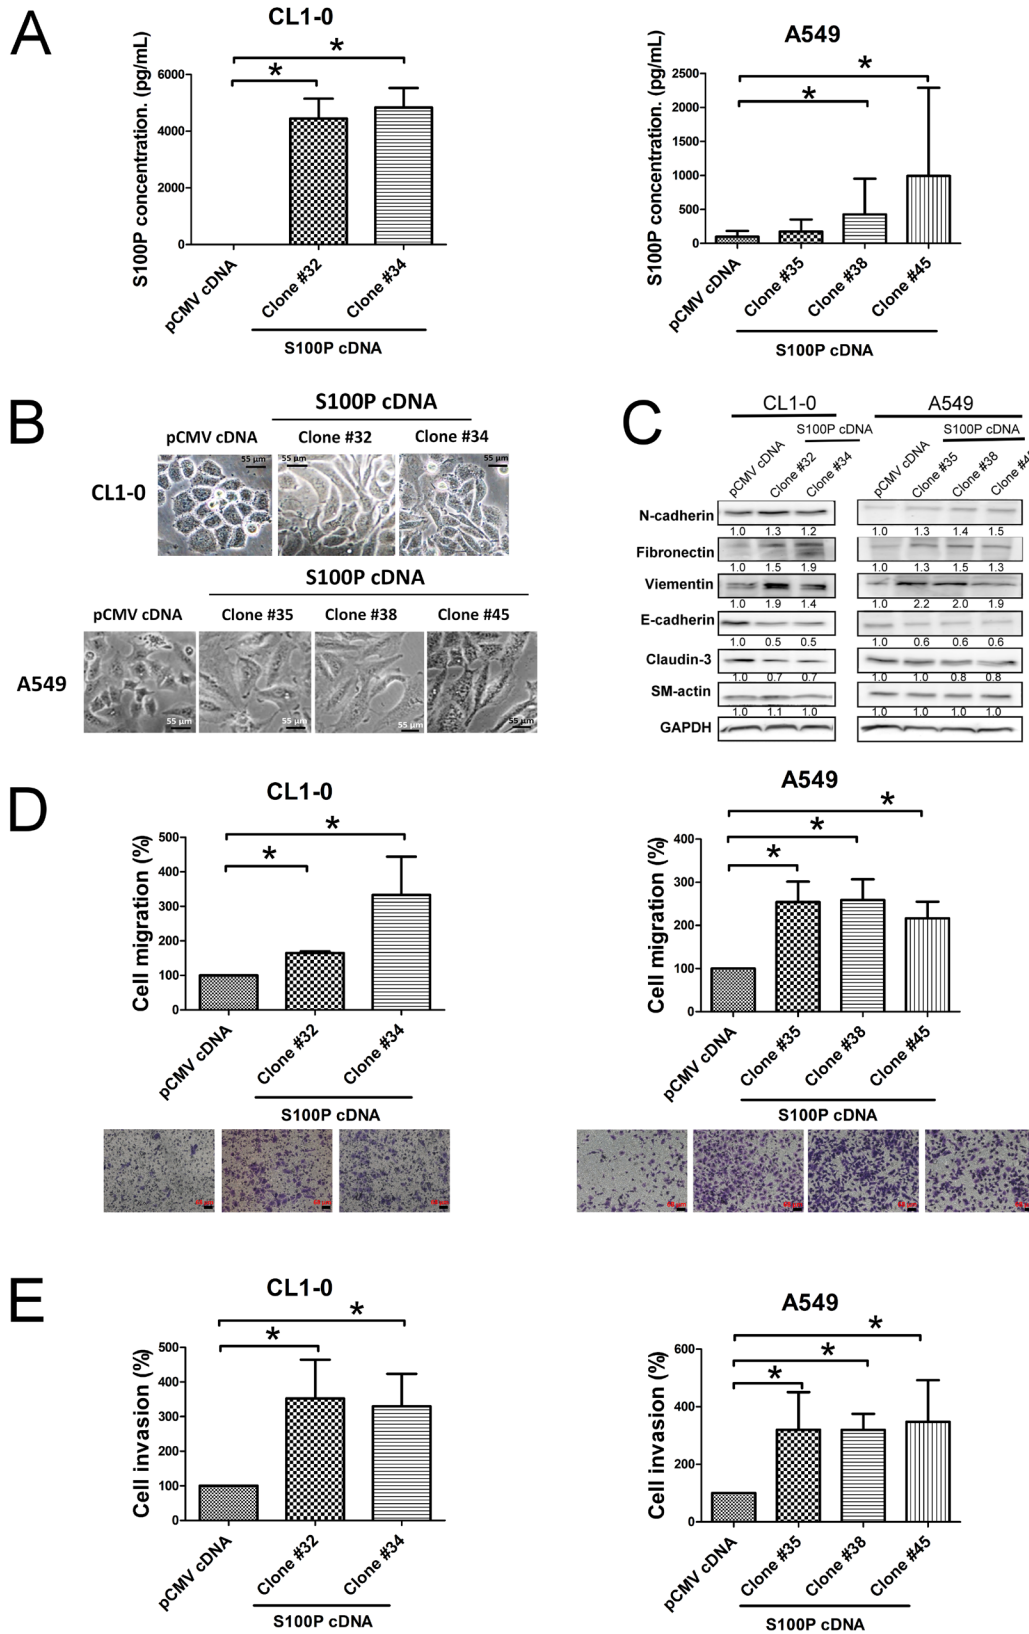 A
CL1-0
S100P concentration. (pg/mL)
6000
4000
2000
0
*
*
pCMV cDNA
Clone #32
Clone #34
S100P cDNA
A549
S100P concentration. (pg/mL)
2500
2000
1500
1000
500
0
*
*
pCMV cDNA
Clone #35
Clone #38
Clone #45
S100P cDNA
B
S100P cDNA
pCMV cDNA Clone #32 Clone #34
CL1-0
55 µm 55 µm 55 µm
S100P cDNA
pCMV cDNA Clone #35 Clone #38 Clone #45
A549
55 µm 55 µm 55 µm 55 µm
C
CL1-0 A549
S100P cDNA S100P cDNA
pCMV cDNA Clone #32 Clone #34 pCMV cDNA Clone #35 Clone #38
N-cadherin
1.0 1.3 1.2 1.0 1.3 1.4 1.5
Fibronectin
1.0 1.5 1.9 1.0 1.3 1.5 1.3
Viementin
1.0 1.9 1.4 1.0 2.2 2.0 1.9
E-cadherin
1.0 0.5 0.5 1.0 0.6 0.6 0.6
Claudin-3
1.0 0.7 0.7 1.0 1.0 0.8 0.8
SM-actin
1.0 1.1 1.0 1.0 1.0 1.0 1.0
GAPDH
D
CL1-0
Cell migration (%)
500
400
300
200
100
0
*
*
pCMV cDNA
Clone #32
Clone #34
S100P cDNA
A549
Cell migration (%)
400
300
200
100
0
*
*
*
pCMV cDNA
Clone #35
Clone #38
Clone #45
S100P cDNA
E
CL1-0
Cell invasion (%)
500
400
300
200
100
0
*
*
pCMV cDNA
Clone #32
Clone #34
S100P cDNA
A549
Cell invasion (%)
600
400
200
0
*
*
*
pCMV cDNA
Clone #35
Clone #38
Clone #45
S100P cDNA